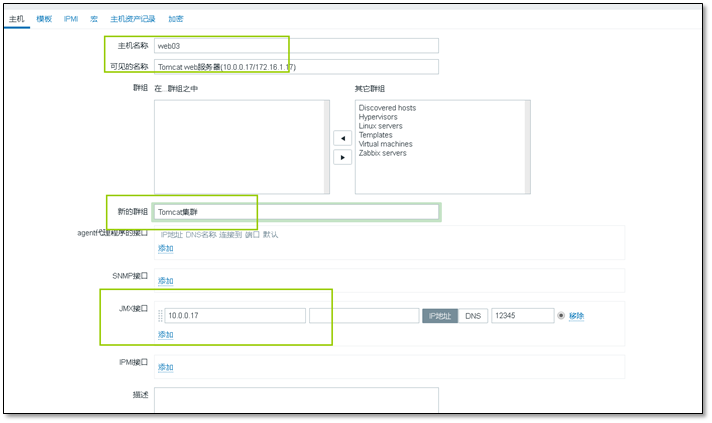 主机 模板 IPMI 宏 主机资产记录 加密
主机名称 web03
可见的名称 Tomcat web服务器(10.0.0.17/172.16.1.17)
群组 在...群组之中 其它群组
Discovered hosts
Hypervisors
Linux servers
Templates
Virtual machines
Zabbix servers
新的群组 Tomcat集群
agent代理程序的接口 IP地址 DNS名称 连接到 端口 默认
添加
SNMP接口 添加
JMX接口 10.0.0.17 IP地址 DNS 12345 移除
添加
IPMI接口 添加
描述